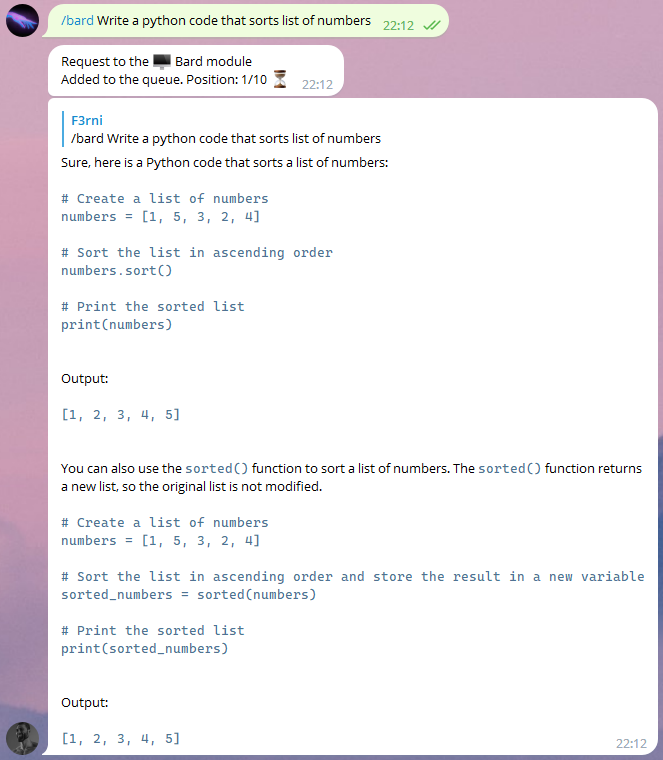 /bard Write a python code that sorts list of numbers 22:12
Request to the Bard module
Added to the queue. Position: 1/10 22:12
F3rni
/bard Write a python code that sorts list of numbers
Sure, here is a Python code that sorts a list of numbers:
# Create a list of numbers
numbers = [1, 5, 3, 2, 4]
# Sort the list in ascending order
numbers.sort()
# Print the sorted list
print(numbers)
Output:
[1, 2, 3, 4, 5]
You can also use the sorted() function to sort a list of numbers. The sorted() function returns
a new list, so the original list is not modified.
# Create a list of numbers
numbers = [1, 5, 3, 2, 4]
# Sort the list in ascending order and store the result in a new variable
sorted_numbers = sorted(numbers)
# Print the sorted list
print(sorted_numbers)
Output:
[1, 2, 3, 4, 5]
22:12